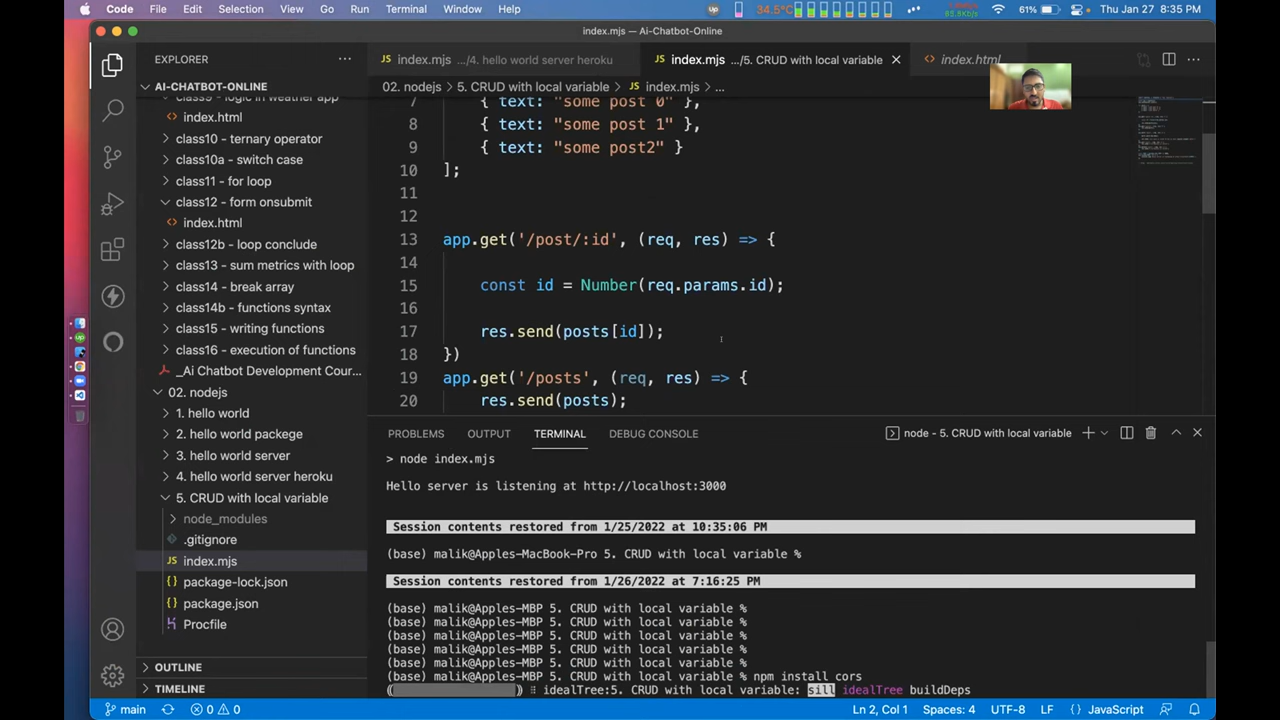 Code File Edit Selection View Go Run Terminal Window Help Up 34.5°C 61% Thu Jan 27 8:35 PM
index.mjs — Ai-Chatbot-Online
EXPLORER
index.mjs .../4. hello world server heroku
index.mjs .../5. CRUD with local variable
index.html
AI-CHATBOT-ONLINE
02. nodejs > 5. CRUD with local variable > index.mjs > ...
class9 - logic in weather app
index.html
class10 - ternary operator
class10a - switch case
class11 - for loop
class12 - form onsubmit
index.html
class12b - loop conclude
class13 - sum metrics with loop
class14 - break array
class14b - functions syntax
class15 - writing functions
class16 - execution of functions
_Ai Chatbot Development Cour...
02. nodejs
1. hello world
2. hello world packege
3. hello world server
4. hello world server heroku
5. CRUD with local variable
node_modules
.gitignore
index.mjs
package-lock.json
package.json
Procfile
OUTLINE
TIMELINE
7 { text: "some post 0" },
8 { text: "some post 1" },
9 { text: "some post2" }
10 ];
11
12
13 app.get('/post/:id', (req, res) => {
14
15 const id = Number(req.params.id);
16
17 res.send(posts[id]);
18 })
19 app.get('/posts', (req, res) => {
20 res.send(posts);
PROBLEMS OUTPUT TERMINAL DEBUG CONSOLE node - 5. CRUD with local variable
> node index.mjs
Hello server is listening at http://localhost:3000
Session contents restored from 1/25/2022 at 10:35:06 PM
(base) malik@Apples-MacBook-Pro 5. CRUD with local variable %
Session contents restored from 1/26/2022 at 7:16:25 PM
(base) malik@Apples-MBP 5. CRUD with local variable %
(base) malik@Apples-MBP 5. CRUD with local variable %
(base) malik@Apples-MBP 5. CRUD with local variable %
(base) malik@Apples-MBP 5. CRUD with local variable %
(base) malik@Apples-MBP 5. CRUD with local variable %
(base) malik@Apples-MBP 5. CRUD with local variable % npm install cors
idealTree:5. CRUD with local variable: sill idealTree buildDeps
main 0 0 Ln 2, Col 1 Spaces: 4 UTF-8 LF JavaScript